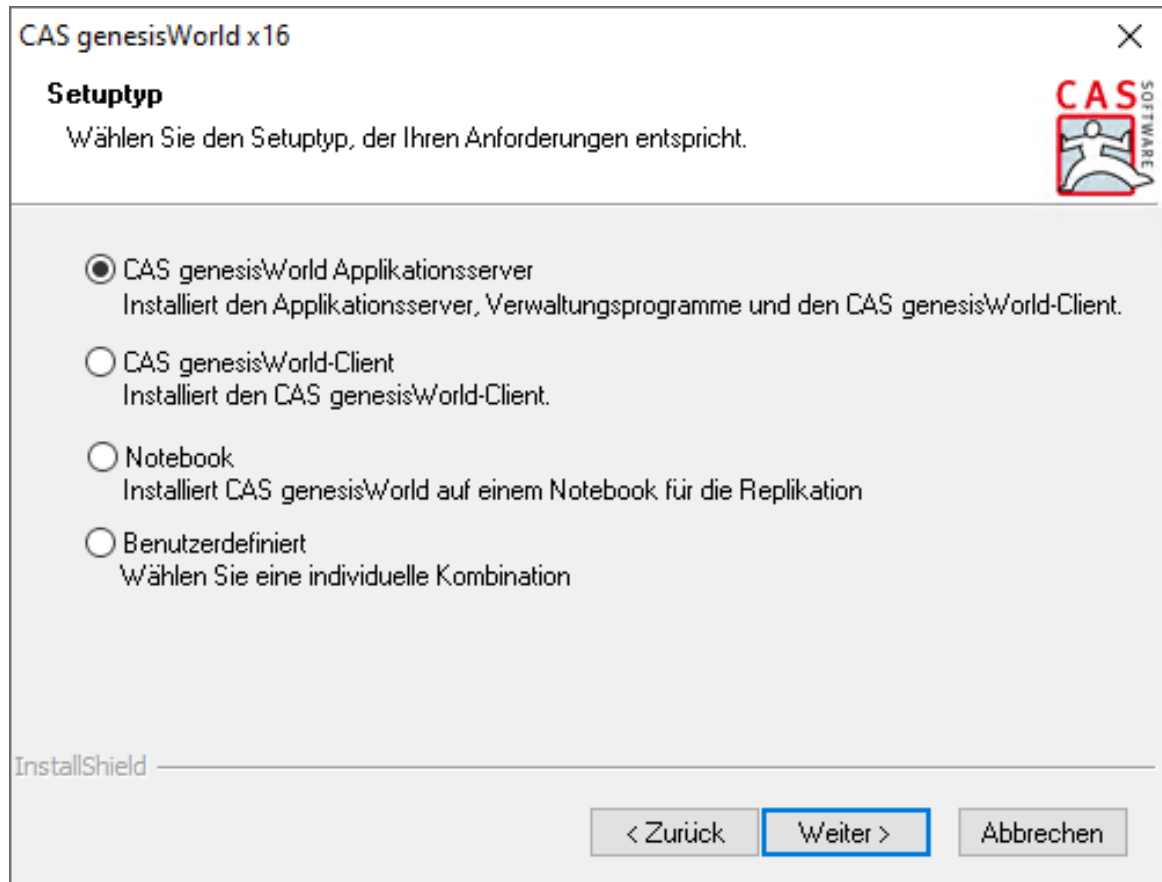 CAS genesisWorld x16
Setuptyp
Wählen Sie den Setuptyp, der Ihren Anforderungen entspricht.
CAS
SOFTWARE
CAS genesisWorld Applikationsserver
Installiert den Applikationsserver, Verwaltungsprogramme und den CAS genesisWorld-Client.
CAS genesisWorld-Client
Installiert den CAS genesisWorld-Client.
Notebook
Installiert CAS genesisWorld auf einem Notebook für die Replikation
Benutzerdefiniert
Wählen Sie eine individuelle Kombination
InstallShield
< Zurück Weiter > Abbrechen